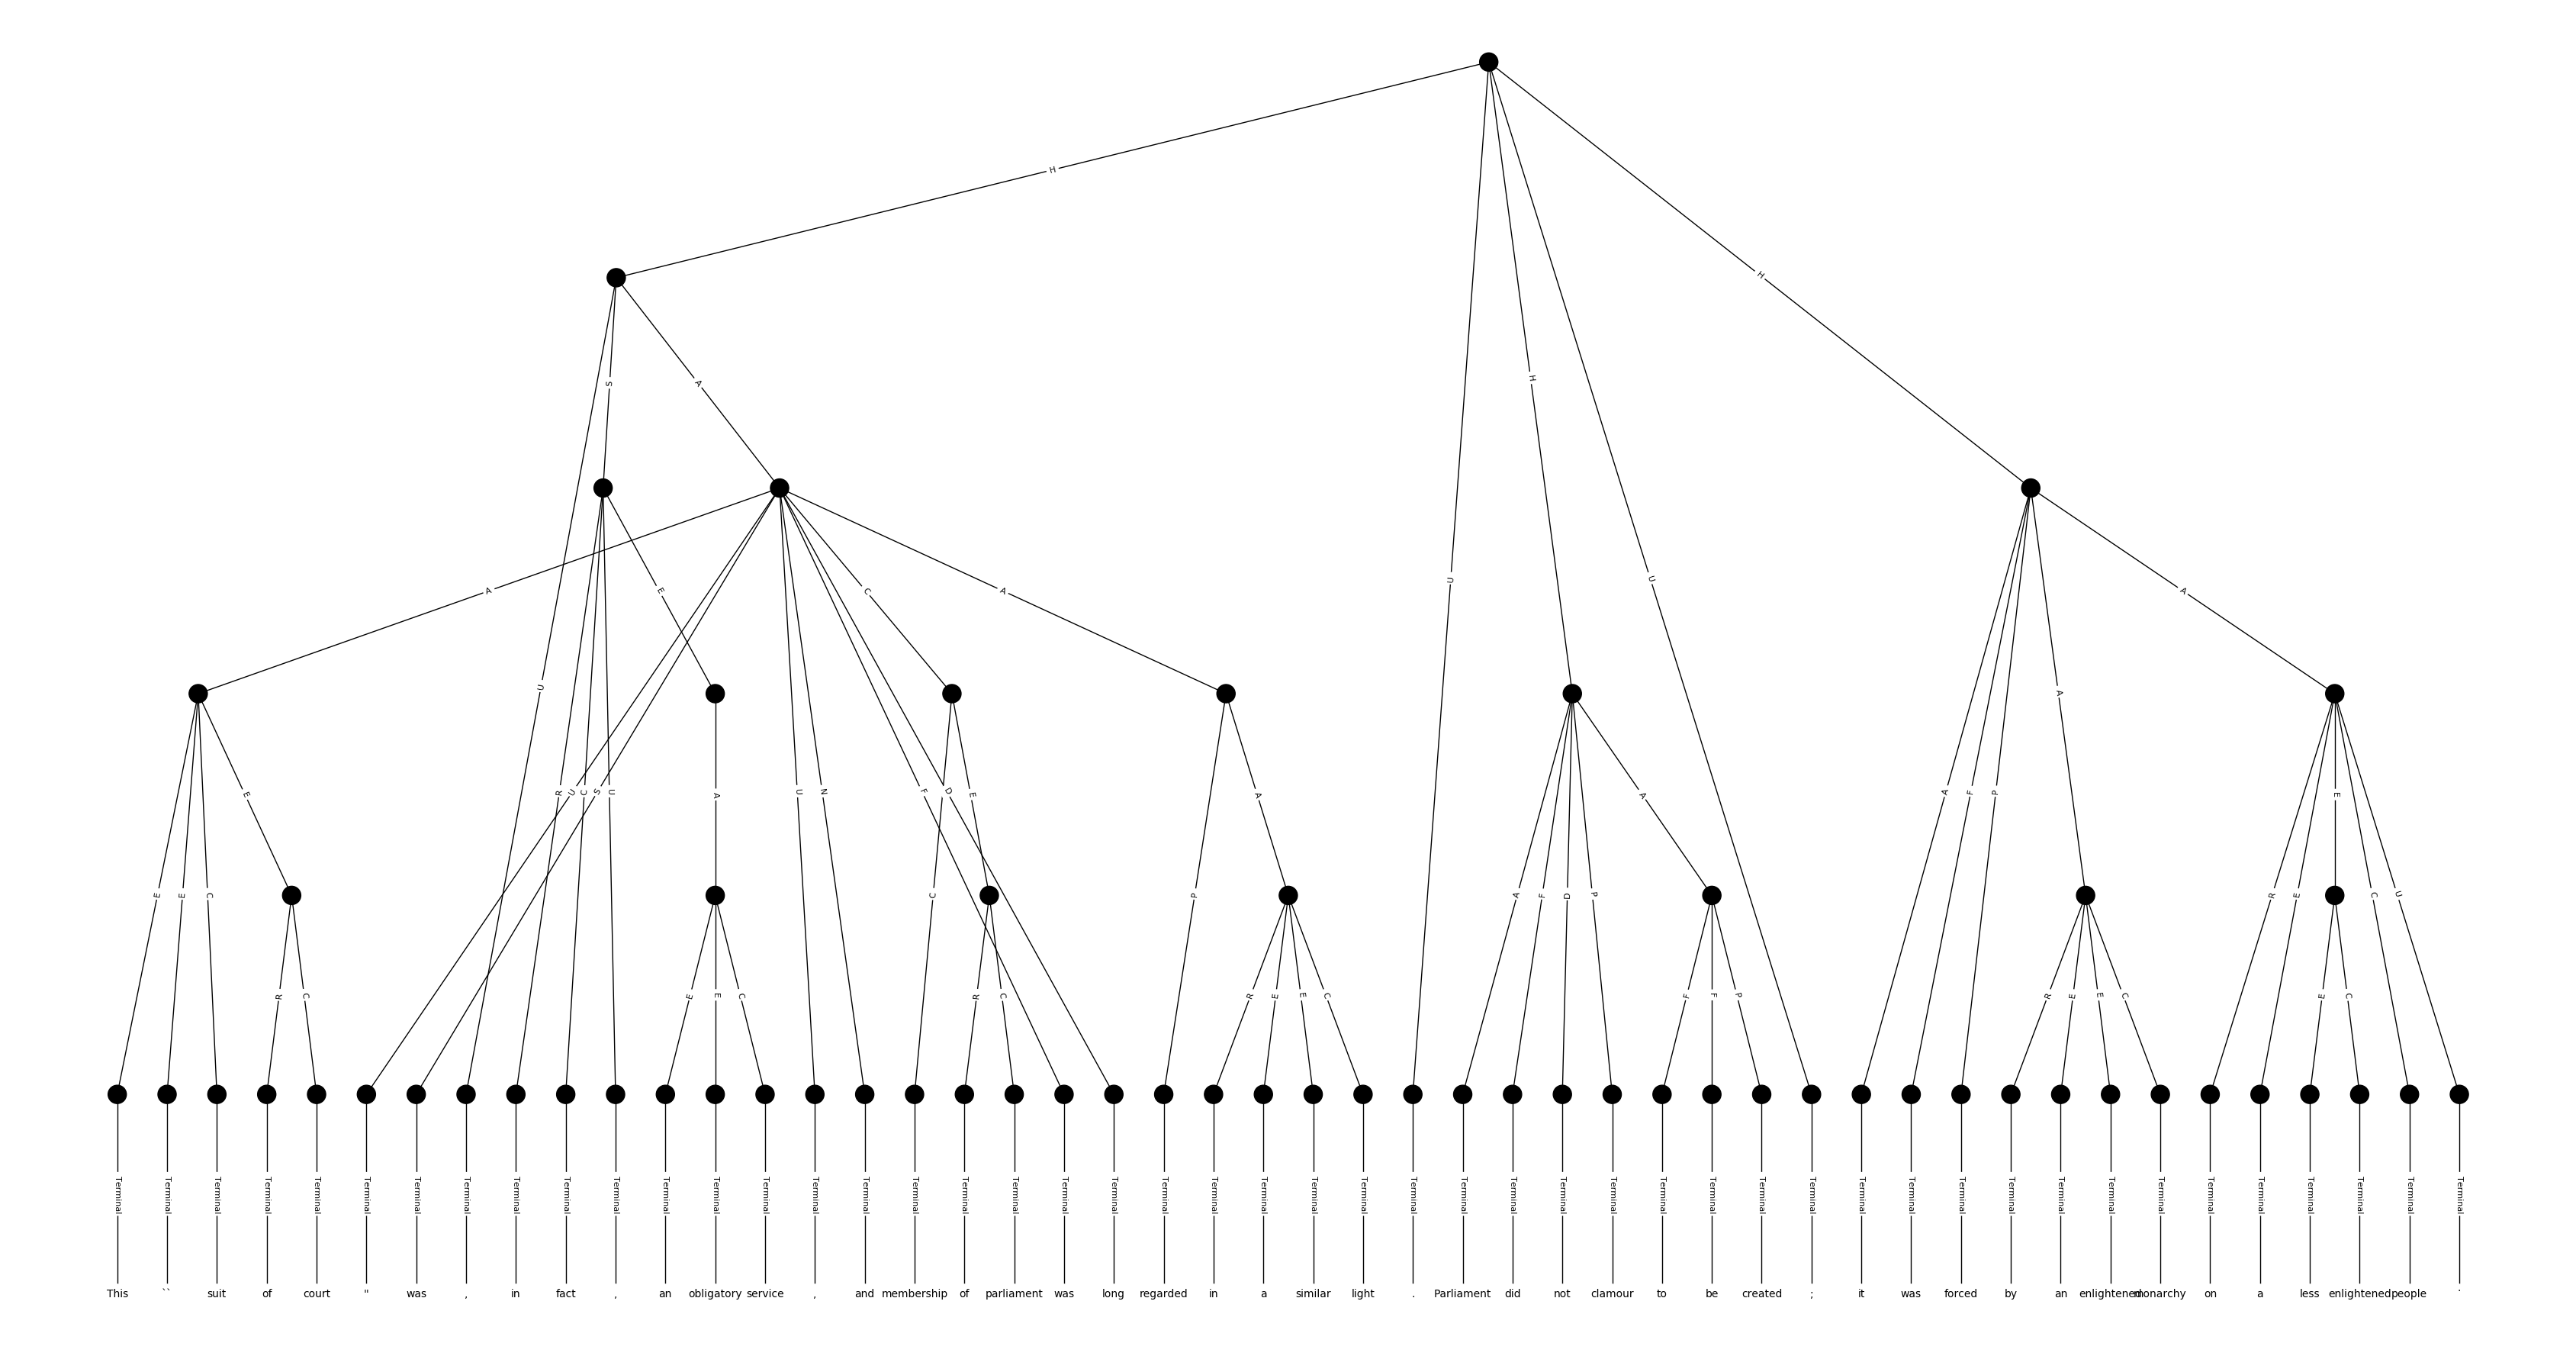 H
H
S
A
H
U
U
A
E
C
A
A
U
R
U
C
S
U
A
U
N
F
D
E
A
A
A
F
P
A
E
E
E
C
E
C
P
A
F
D
P
R
E
C
U
R
C
E
E
C
R
C
R
E
E
C
F
F
P
R
E
E
C
E
C
Terminal Terminal Terminal Terminal Terminal Terminal Terminal Terminal Terminal Terminal Terminal Terminal Terminal Terminal Terminal Terminal Terminal Terminal Terminal Terminal Terminal Terminal Terminal Terminal Terminal Terminal Terminal Terminal Terminal Terminal Terminal Terminal Terminal Terminal Terminal Terminal Terminal Terminal Terminal Terminal Terminal Terminal Terminal Terminal Terminal Terminal Terminal Terminal
This `` suit of court " was , in fact , an obligatory service , and membership of parliament was long regarded in a similar light . Parliament did not clamour to be created ; it was forced by an enlightened monarchy on a less enlightened people .